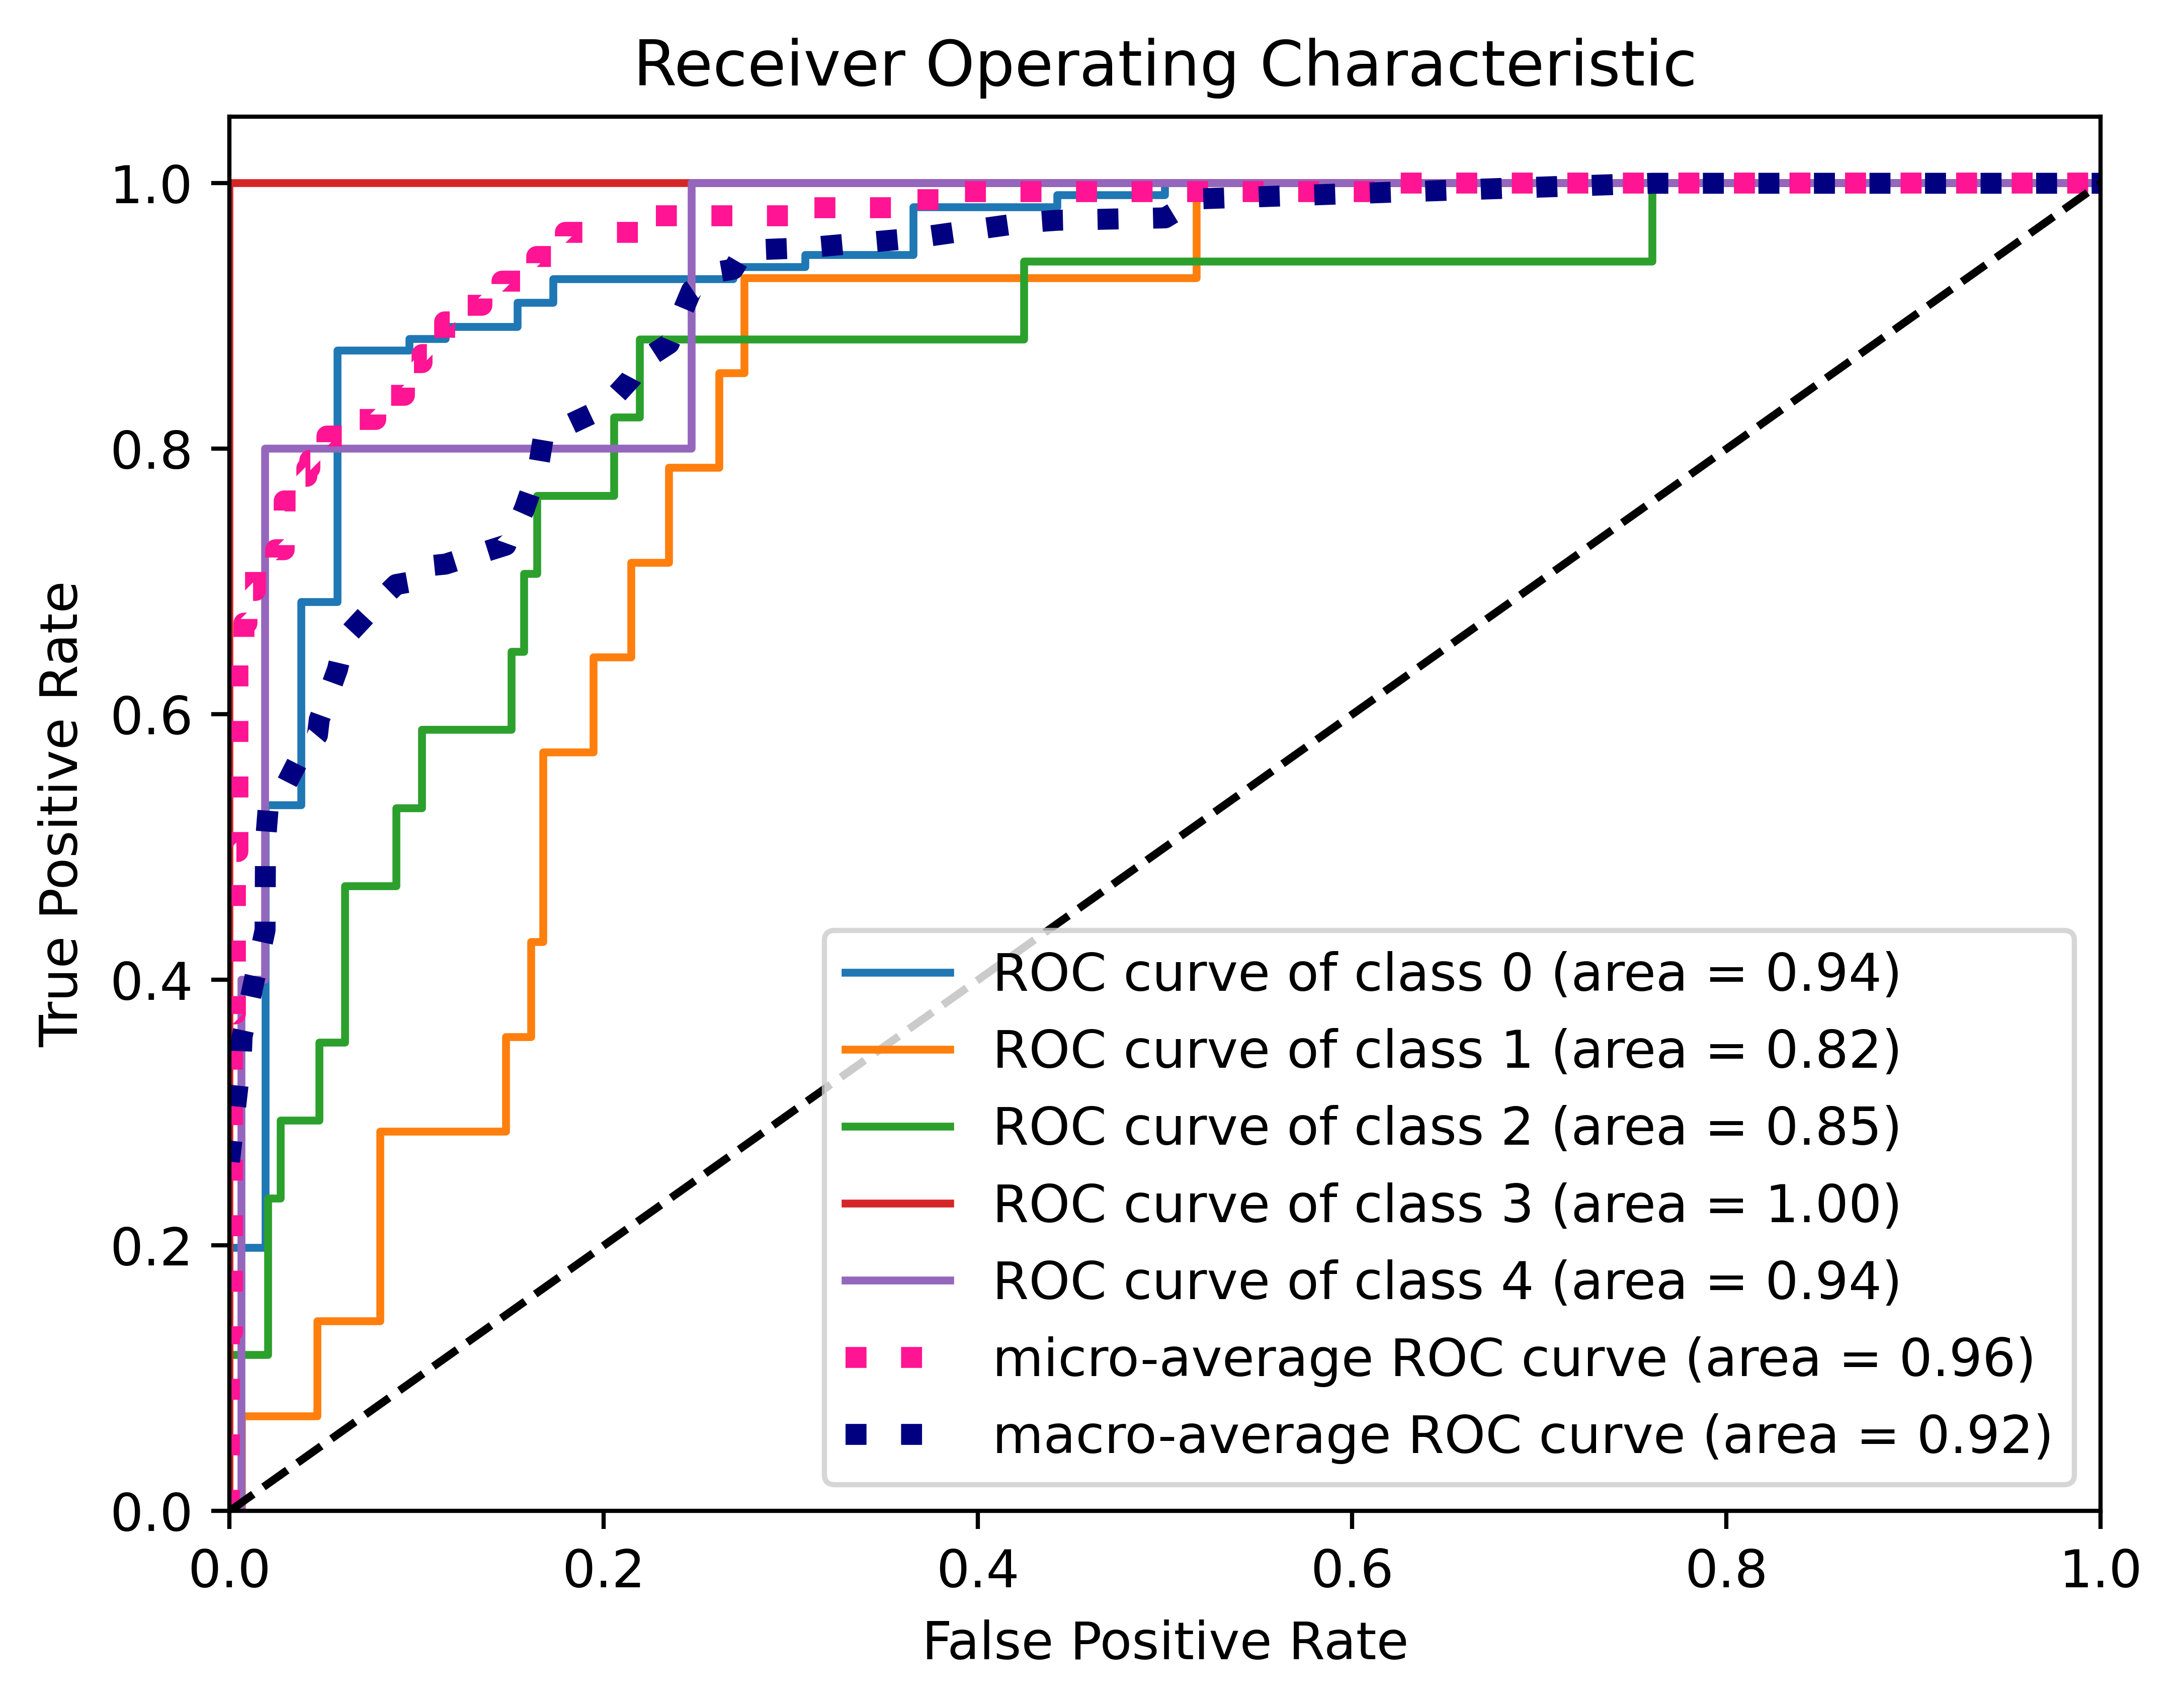 Receiver Operating Characteristic
1.0
0.8
0.6
0.4
0.2
0.0
True Positive Rate
ROC curve of class 0 (area = 0.94)
ROC curve of class 1 (area = 0.82)
ROC curve of class 2 (area = 0.85)
ROC curve of class 3 (area = 1.00)
ROC curve of class 4 (area = 0.94)
micro-average ROC curve (area = 0.96)
macro-average ROC curve (area = 0.92)
0.0 0.2 0.4 0.6 0.8 1.0
False Positive Rate